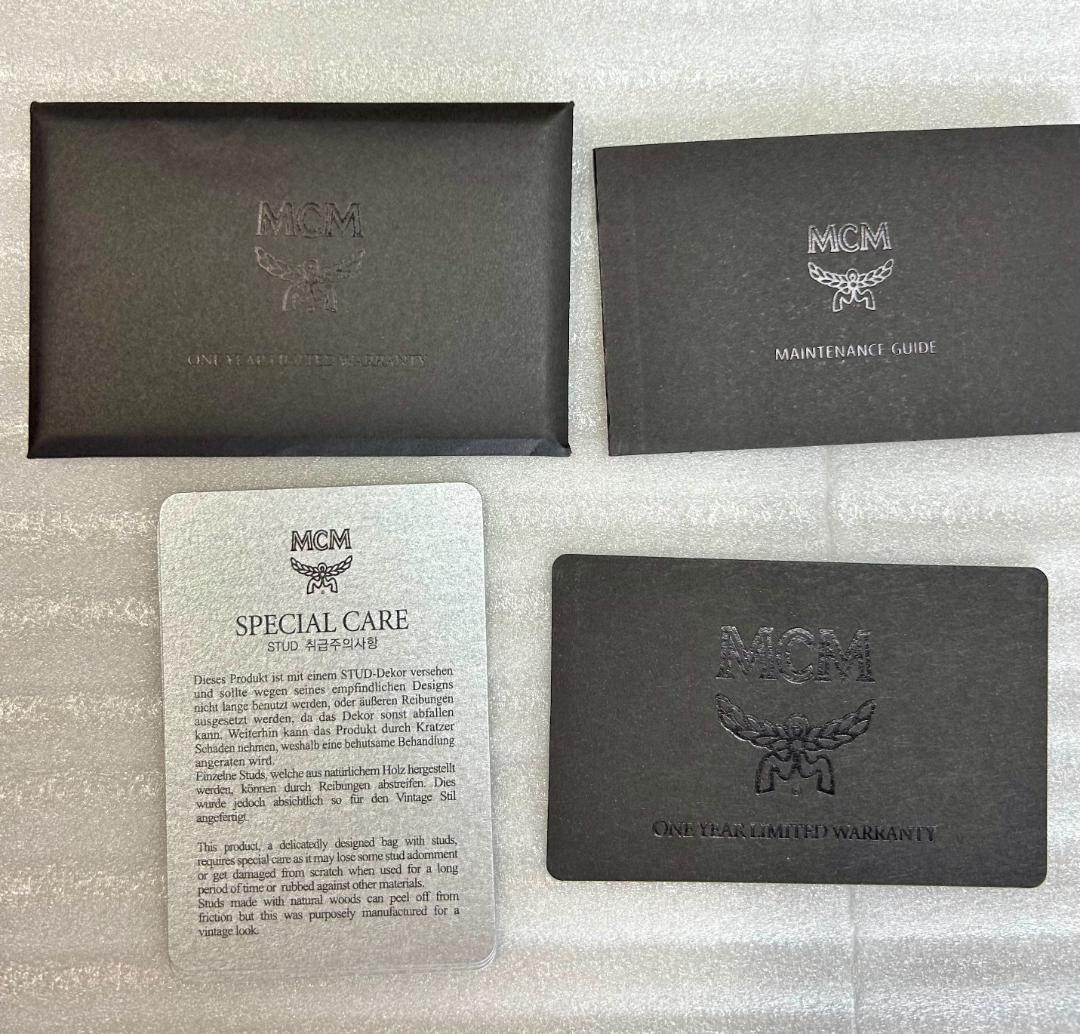 MCM
ONE YEAR LIMITED WARRANTY
MCM
MAINTENANCE GUIDE
MCM
SPECIAL CARE
STUD 취급주의사항
Dieses Produkt ist mit einem STUD-Dekor versehen
und sollte wegen seines empfindlichen Designs
nicht lange benutzt werden, oder äußeren Reibungen
ausgesetzt werden, da das Dekor sonst abfallen
kann. Weiterhin kann das Produkt durch Kratzer
Schäden nehmen, weshalb eine behutsame Behandlung
angeraten wird.
Einzelne Studs, welche aus natürlichem Holz hergestellt
werden, können durch Reibungen abstreifen. Dies
wurde jedoch absichtlich so für den Vintage Stil
angefertigt.
This product, a delicatedly designed bag with studs,
requires special care as it may lose some stud adornment
or get damaged from scratch when used for a long
period of time or rubbed against other materials.
Studs made with natural woods can peel off from
friction but this was purposely manufactured for a
vintage look.
MCM
ONE YEAR LIMITED WARRANTY